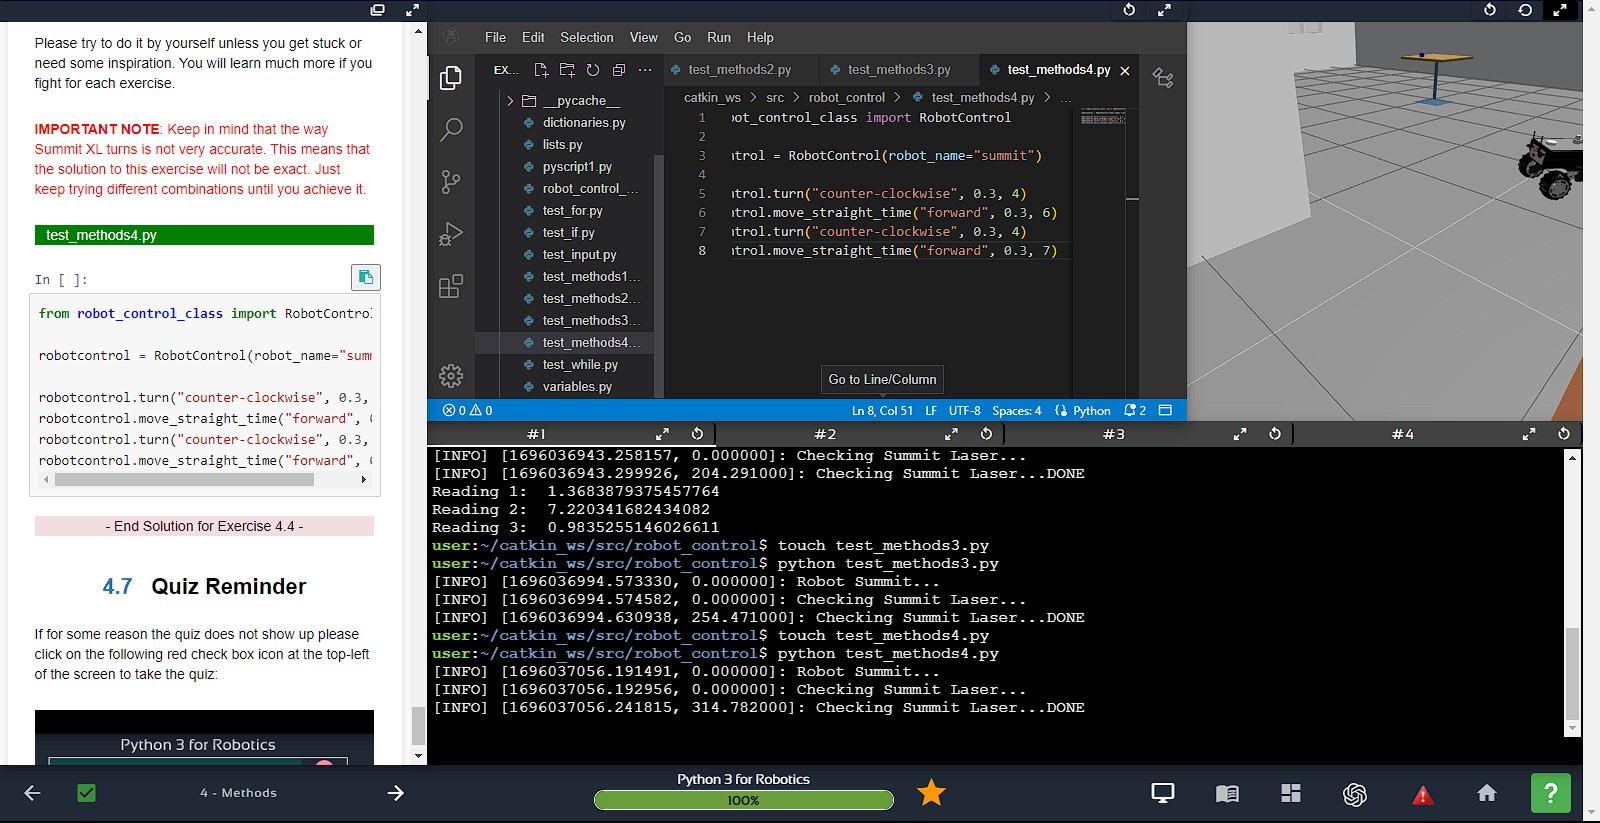 Please try to do it by yourself unless you get stuck or
need some inspiration. You will learn much more if you
fight for each exercise.
IMPORTANT NOTE: Keep in mind that the way
Summit XL turns is not very accurate. This means that
the solution to this exercise will not be exact. Just
keep trying different combinations until you achieve it.
test_methods4.py
In [ ]:
from robot_control_class import RobotControl
robotcontrol = RobotControl(robot_name="summ
robotcontrol.turn("counter-clockwise", 0.3,
robotcontrol.move_straight_time("forward", (
robotcontrol.turn("counter-clockwise", 0.3,
robotcontrol.move_straight_time("forward", (
- End Solution for Exercise 4.4 -
4.7 Quiz Reminder
If for some reason the quiz does not show up please
click on the following red check box icon at the top-left
of the screen to take the quiz:
Python 3 for Robotics
File Edit Selection View Go Run Help
EX... 
__pycache__
dictionaries.py
lists.py
pyscript1.py
robot_control_...
test_for.py
test_if.py
test_input.py
test_methods1...
test_methods2...
test_methods3...
test_methods4...
test_while.py
variables.py
test_methods2.py test_methods3.py test_methods4.py
catkin_ws > src > robot_control > test_methods4.py > ...
1 ot_control_class import RobotControl
2
3 ntrol = RobotControl(robot_name="summit")
4
5 ntrol.turn("counter-clockwise", 0.3, 4)
6 ntrol.move_straight_time("forward", 0.3, 6)
7 ntrol.turn("counter-clockwise", 0.3, 4)
8 ntrol.move_straight_time("forward", 0.3, 7)
Go to Line/Column
0 0 Ln 8, Col 51 LF UTF-8 Spaces: 4 Python 2
#1 #2 #3 #4
[INFO] [1696036943.258157, 0.000000]: Checking Summit Laser...
[INFO] [1696036943.299926, 204.291000]: Checking Summit Laser...DONE
Reading 1: 1.3683879375457764
Reading 2: 7.220341682434082
Reading 3: 0.9835255146026611
user:~/catkin_ws/src/robot_control$ touch test_methods3.py
user:~/catkin_ws/src/robot_control$ python test_methods3.py
[INFO] [1696036994.573330, 0.000000]: Robot Summit...
[INFO] [1696036994.574582, 0.000000]: Checking Summit Laser...
[INFO] [1696036994.630938, 254.471000]: Checking Summit Laser...DONE
user:~/catkin_ws/src/robot_control$ touch test_methods4.py
user:~/catkin_ws/src/robot_control$ python test_methods4.py
[INFO] [1696037056.191491, 0.000000]: Robot Summit...
[INFO] [1696037056.192956, 0.000000]: Checking Summit Laser...
[INFO] [1696037056.241815, 314.782000]: Checking Summit Laser...DONE
4 - Methods
Python 3 for Robotics
100%
?